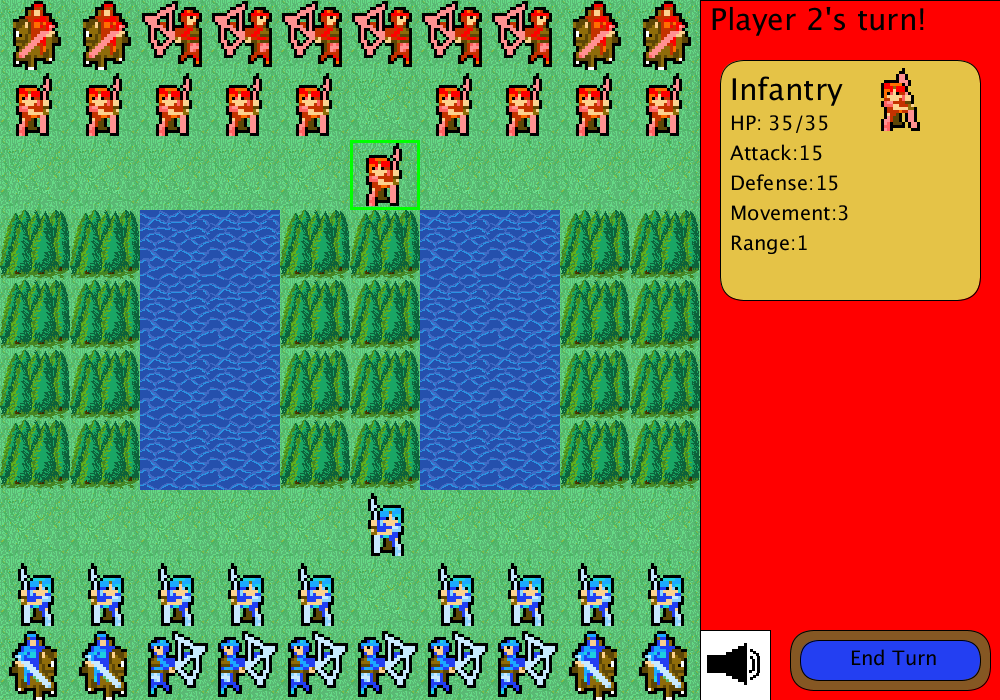 Player 2's turn!
Infantry
HP: 35/35
Attack:15
Defense:15
Movement:3
Range:1
End Turn